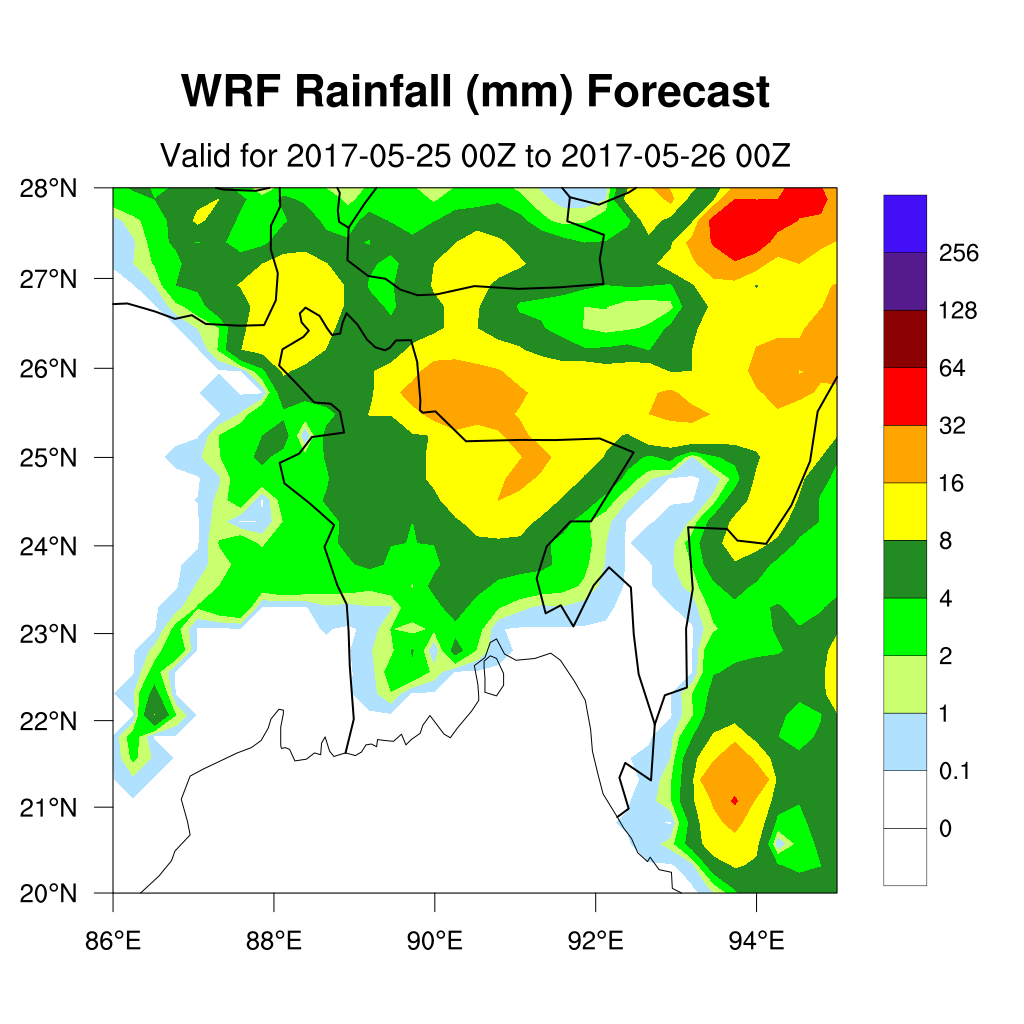 WRF Rainfall (mm) Forecast
Valid for 2017-05-25 00Z to 2017-05-26 00Z
28°N
27°N
26°N
25°N
24°N
23°N
22°N
21°N
20°N
86°E 88°E 90°E 92°E 94°E
256
128
64
32
16
8
4
2
1
0.1
0